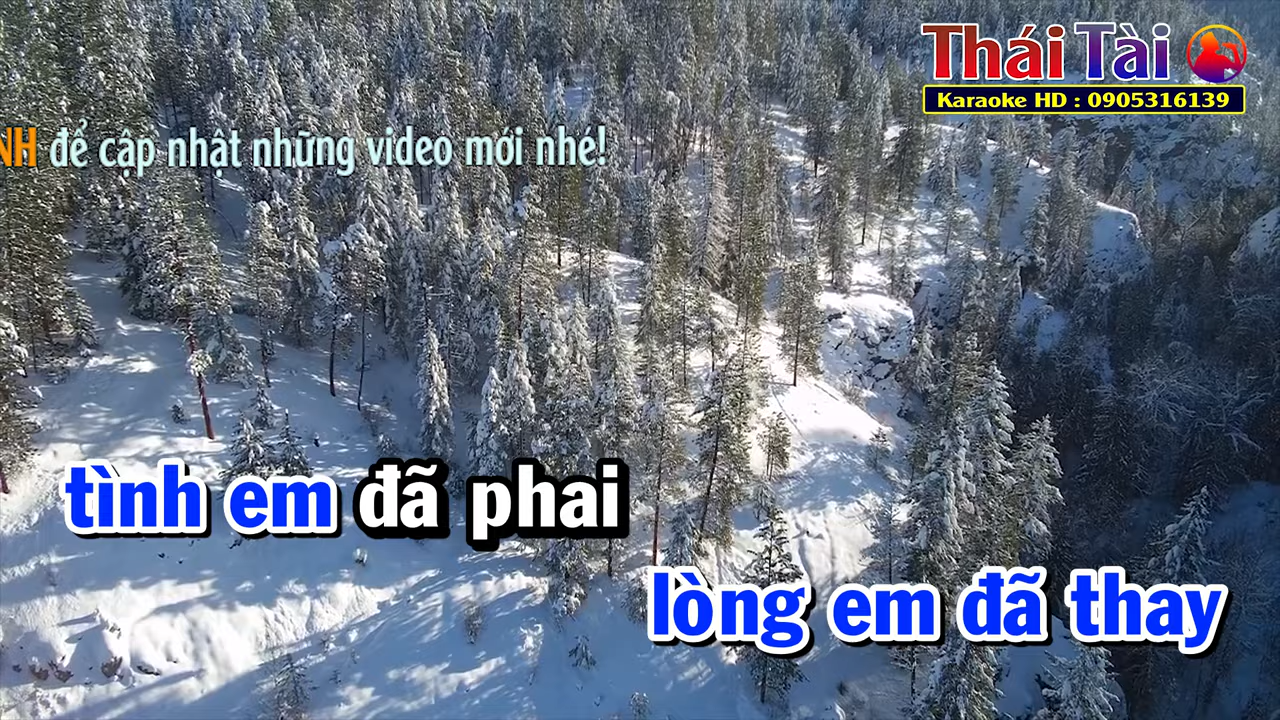 Thái Tài
Karaoke HD : 0905316139
NH để cập nhật những video mới nhé!
tình em đã phai
lòng em đã thay